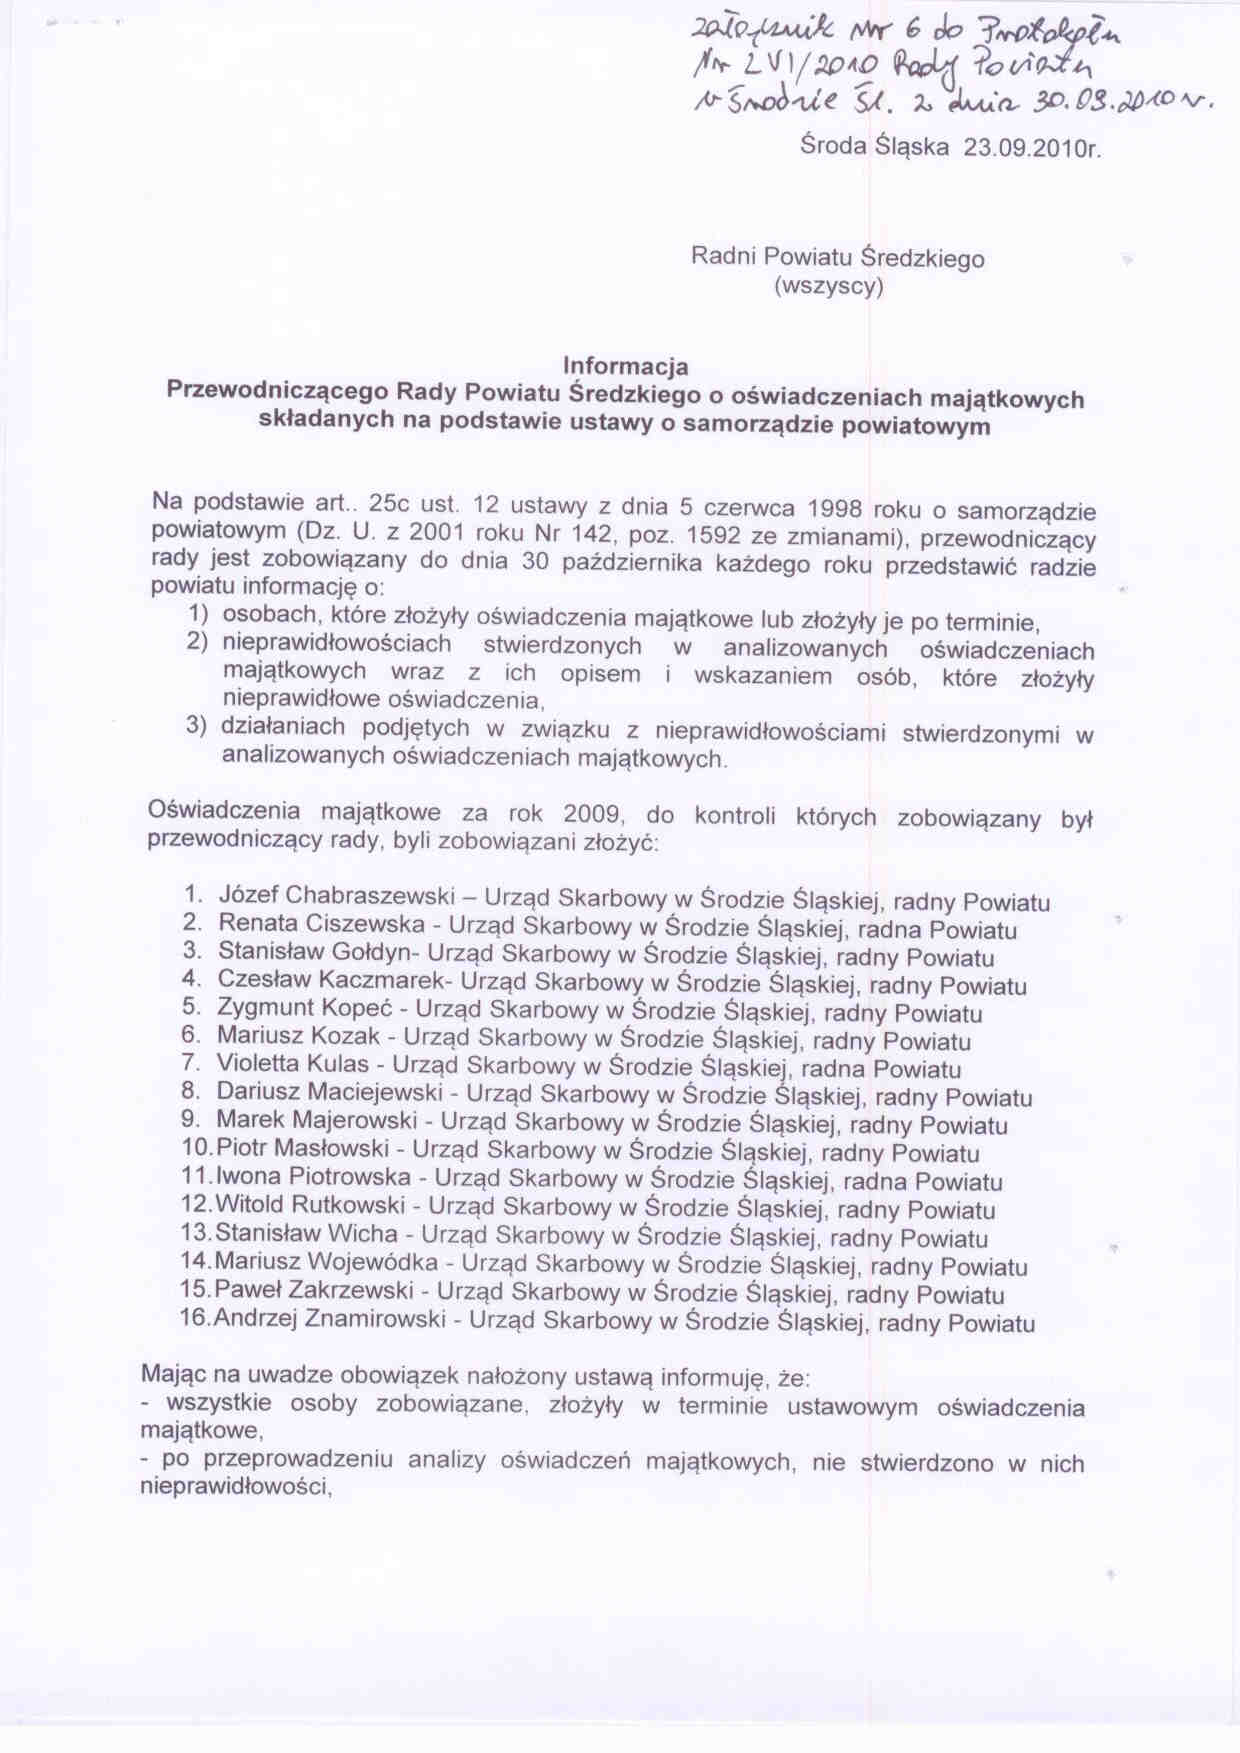 załącznik Nr 6 do Protokołu
Nr LVI/2010 Rady Powiatu
w Środzie Śl. z dnia 30.09.2010 r.
Środa Śląska 23.09.2010r.
Radni Powiatu Średzkiego
(wszyscy)
Informacja
Przewodniczącego Rady Powiatu Średzkiego o oświadczeniach majątkowych
składanych na podstawie ustawy o samorządzie powiatowym
Na podstawie art.. 25c ust. 12 ustawy z dnia 5 czerwca 1998 roku o samorządzie
powiatowym (Dz. U. z 2001 roku Nr 142, poz. 1592 ze zmianami), przewodniczący
rady jest zobowiązany do dnia 30 października każdego roku przedstawić radzie
powiatu informację o:
1) osobach, które złożyły oświadczenia majątkowe lub złożyły je po terminie,
2) nieprawidłowościach stwierdzonych w analizowanych oświadczeniach
majątkowych wraz z ich opisem i wskazaniem osób, które złożyły
nieprawidłowe oświadczenia,
3) działaniach podjętych w związku z nieprawidłowościami stwierdzonymi w
analizowanych oświadczeniach majątkowych.
Oświadczenia majątkowe za rok 2009, do kontroli których zobowiązany był
przewodniczący rady, byli zobowiązani złożyć:
1. Józef Chabraszewski – Urząd Skarbowy w Środzie Śląskiej, radny Powiatu
2. Renata Ciszewska - Urząd Skarbowy w Środzie Śląskiej, radna Powiatu
3. Stanisław Gołdyn- Urząd Skarbowy w Środzie Śląskiej, radny Powiatu
4. Czesław Kaczmarek- Urząd Skarbowy w Środzie Śląskiej, radny Powiatu
5. Zygmunt Kopeć - Urząd Skarbowy w Środzie Śląskiej, radny Powiatu
6. Mariusz Kozak - Urząd Skarbowy w Środzie Śląskiej, radny Powiatu
7. Violetta Kulas - Urząd Skarbowy w Środzie Śląskiej, radna Powiatu
8. Dariusz Maciejewski - Urząd Skarbowy w Środzie Śląskiej, radny Powiatu
9. Marek Majerowski - Urząd Skarbowy w Środzie Śląskiej, radny Powiatu
10.Piotr Masłowski - Urząd Skarbowy w Środzie Śląskiej, radny Powiatu
11.Iwona Piotrowska - Urząd Skarbowy w Środzie Śląskiej, radna Powiatu
12.Witold Rutkowski - Urząd Skarbowy w Środzie Śląskiej, radny Powiatu
13.Stanisław Wicha - Urząd Skarbowy w Środzie Śląskiej, radny Powiatu
14.Mariusz Wojewódka - Urząd Skarbowy w Środzie Śląskiej, radny Powiatu
15.Paweł Zakrzewski - Urząd Skarbowy w Środzie Śląskiej, radny Powiatu
16.Andrzej Znamirowski - Urząd Skarbowy w Środzie Śląskiej, radny Powiatu
Mając na uwadze obowiązek nałożony ustawą informuję, że:
- wszystkie osoby zobowiązane, złożyły w terminie ustawowym oświadczenia
majątkowe,
- po przeprowadzeniu analizy oświadczeń majątkowych, nie stwierdzono w nich
nieprawidłowości,